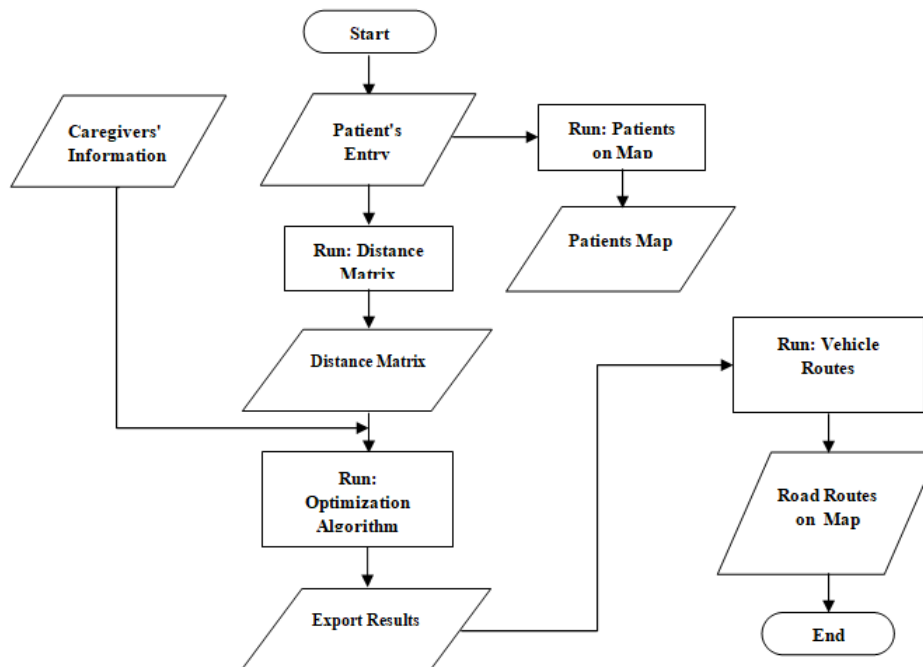 Start
Caregivers'
Information
Patient's
Entry
Run: Patients
on Map
Patients Map
Run: Distance
Matrix
Distance Matrix
Run: Vehicle
Routes
Run:
Optimization
Algorithm
Road Routes
on Map
Export Results
End